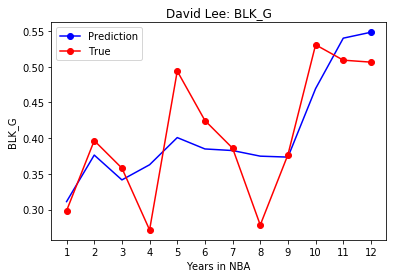 David Lee: BLK_G
Prediction
True
0.55
0.50
0.45
0.40
0.35
0.30
BLK_G
1 2 3 4 5 6 7 8 9 10 11 12
Years in NBA